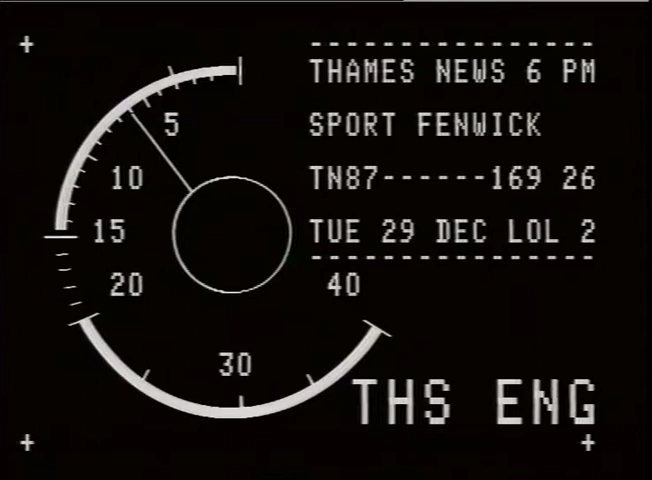 THAMES NEWS 6 PM
SPORT FENWICK
TN87------169 26
TUE 29 DEC LOL 2
5
10
15
20
30
40
THS ENG